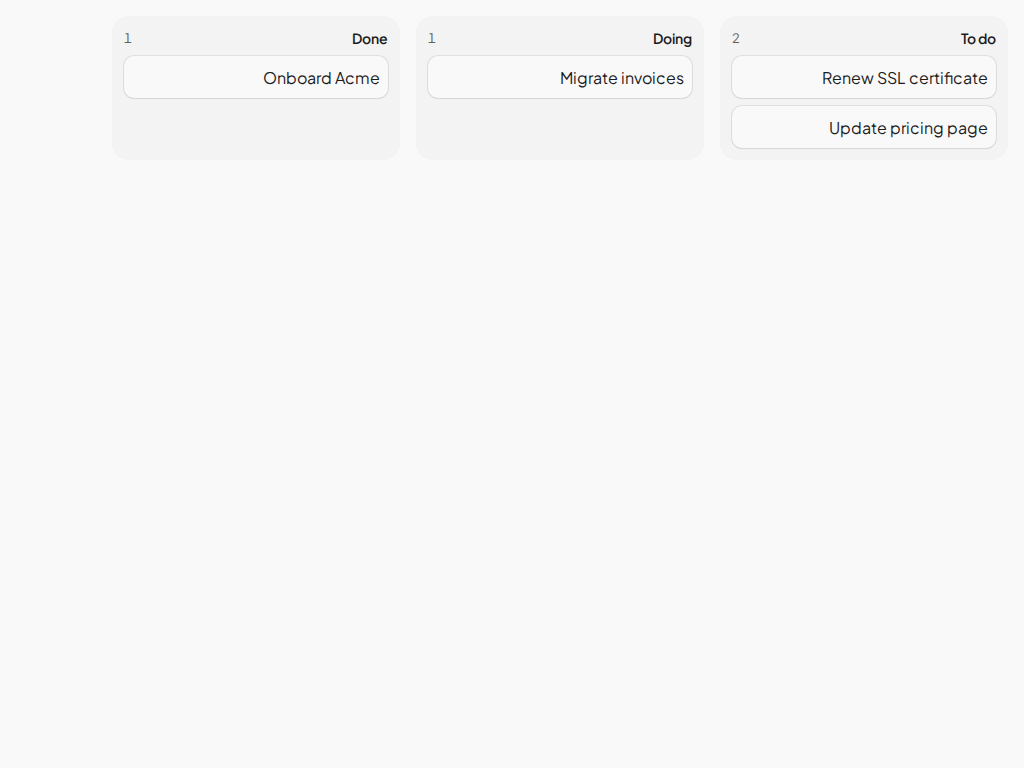 To do
2
Renew SSL certificate
Update pricing page
Doing
1
Migrate invoices
Done
1
Onboard Acme